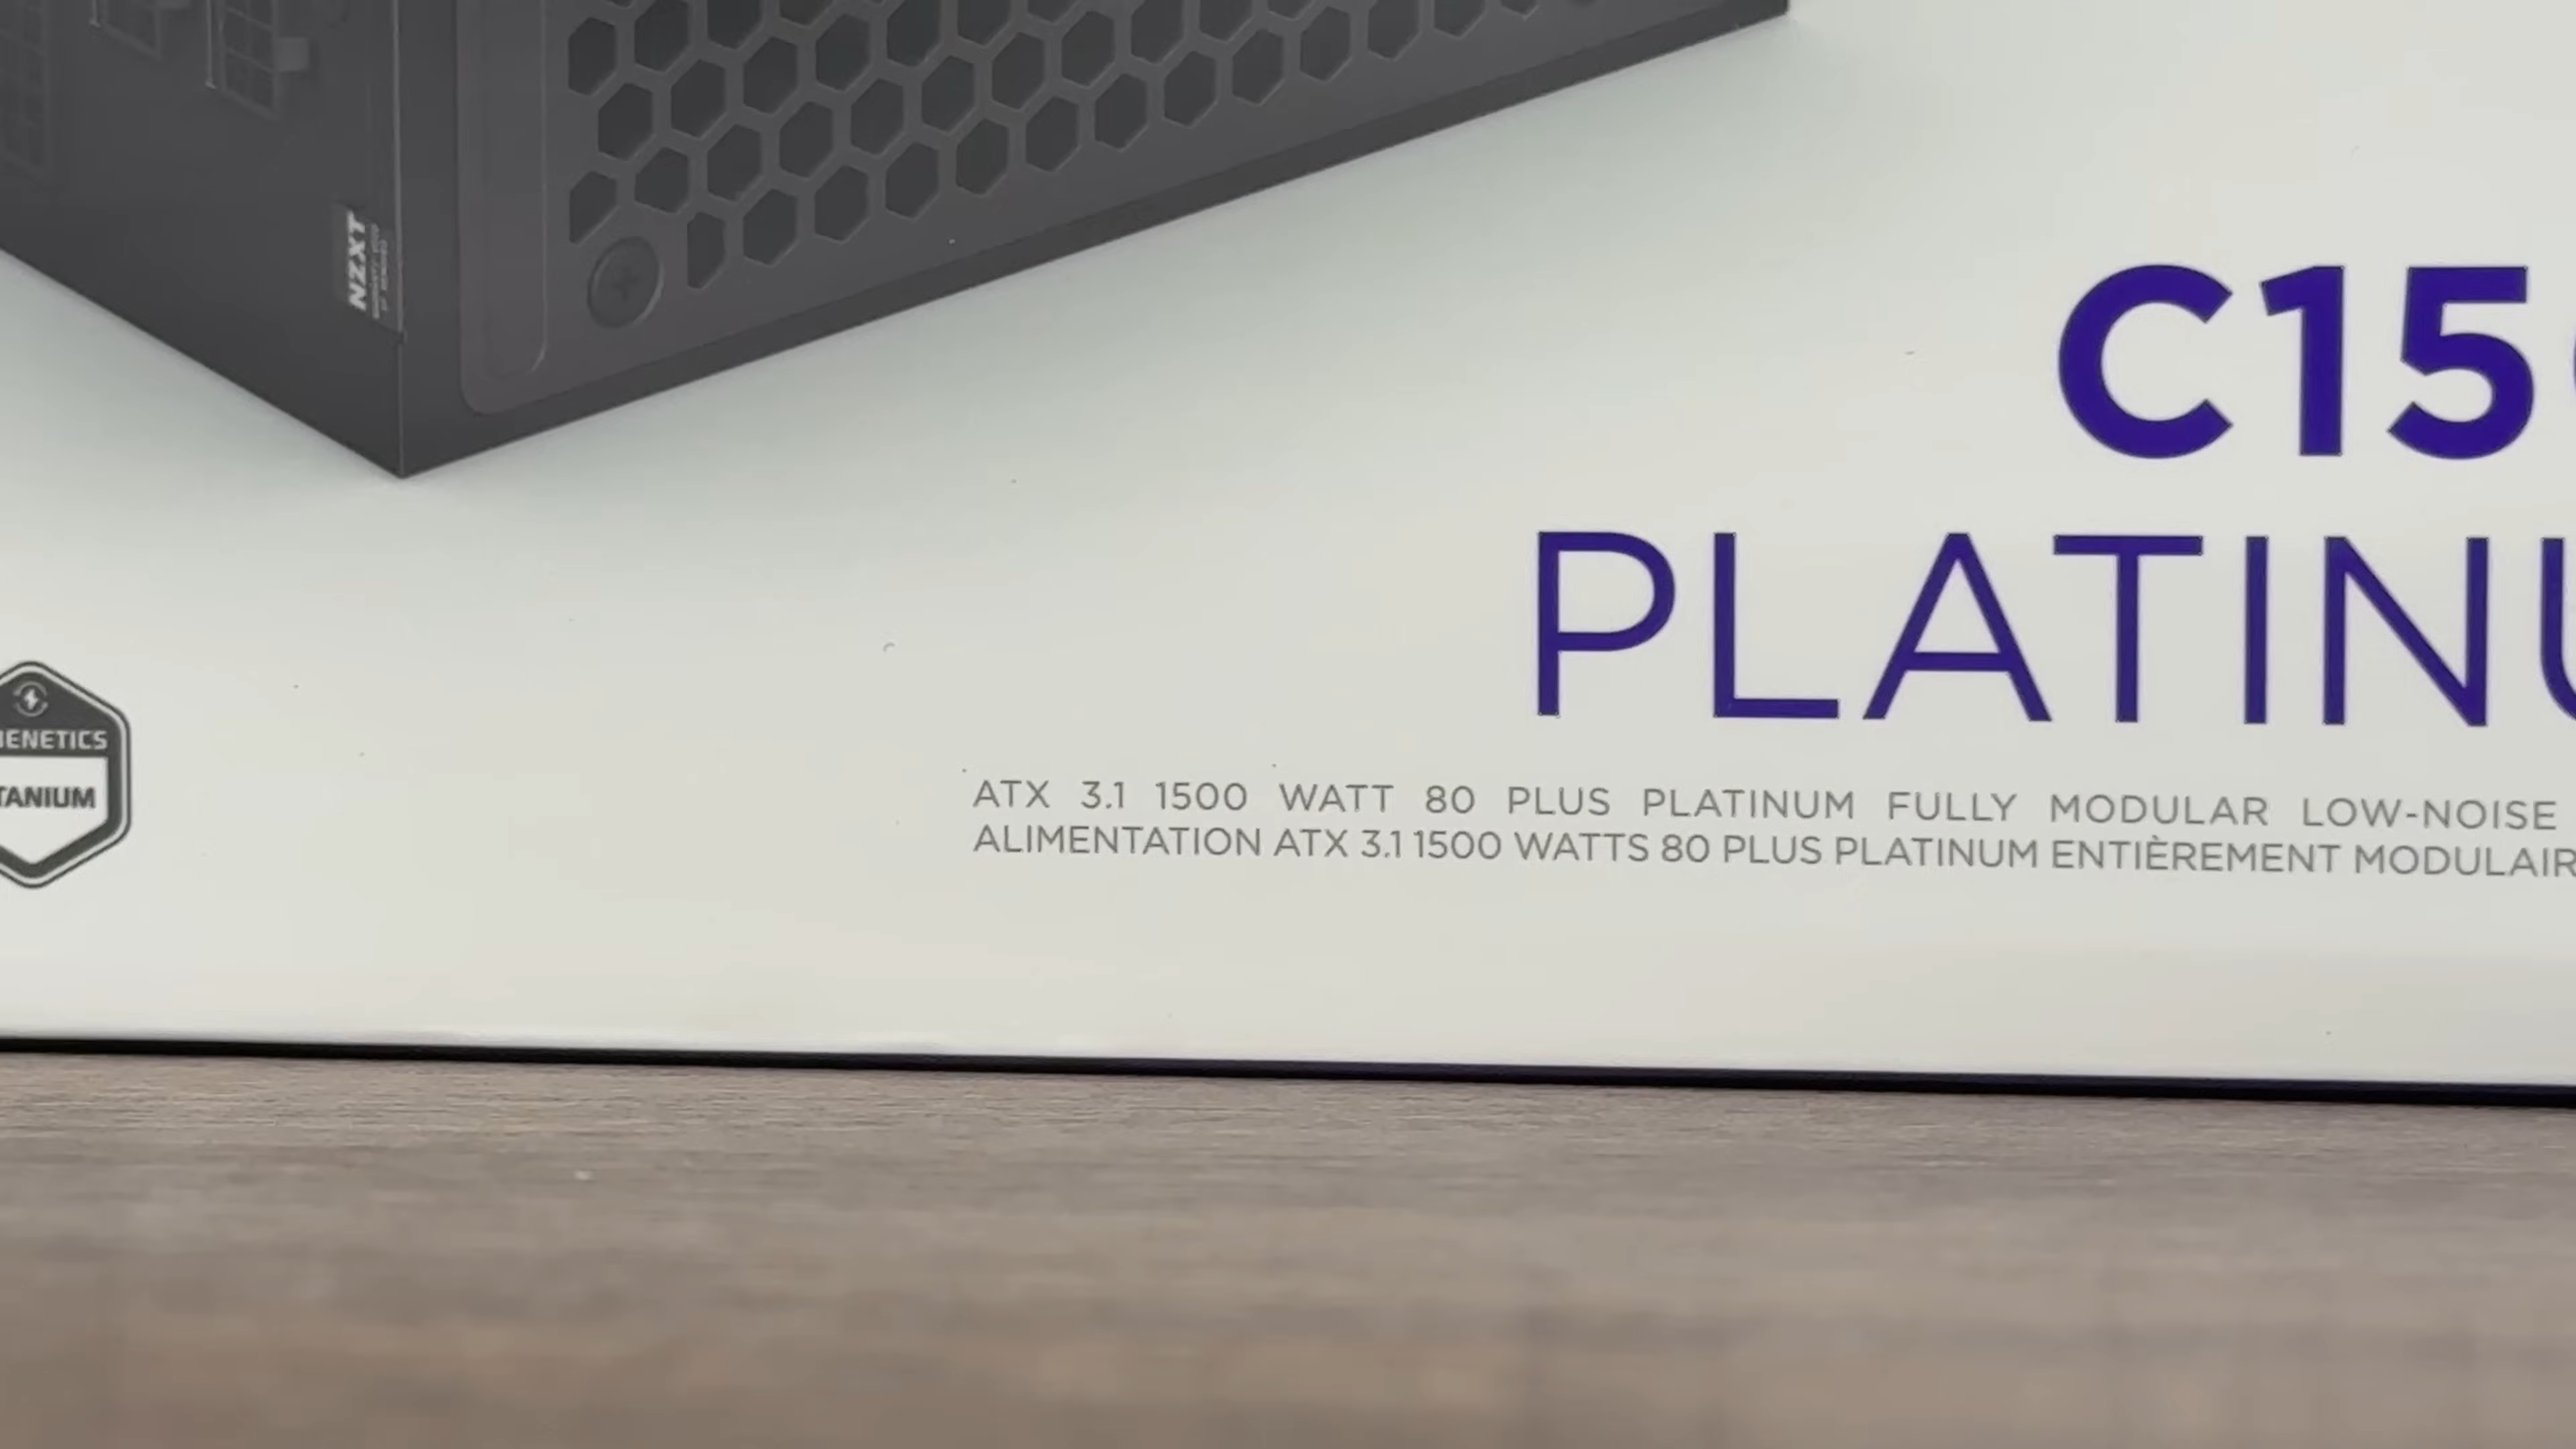 NZXT
C15
PLATINU
ENETICS
TANIUM
ATX 3.1 1500 WATT 80 PLUS PLATINUM FULLY MODULAR LOW-NOISE
ALIMENTATION ATX 3.1 1500 WATTS 80 PLUS PLATINUM ENTIÈREMENT MODULAIR